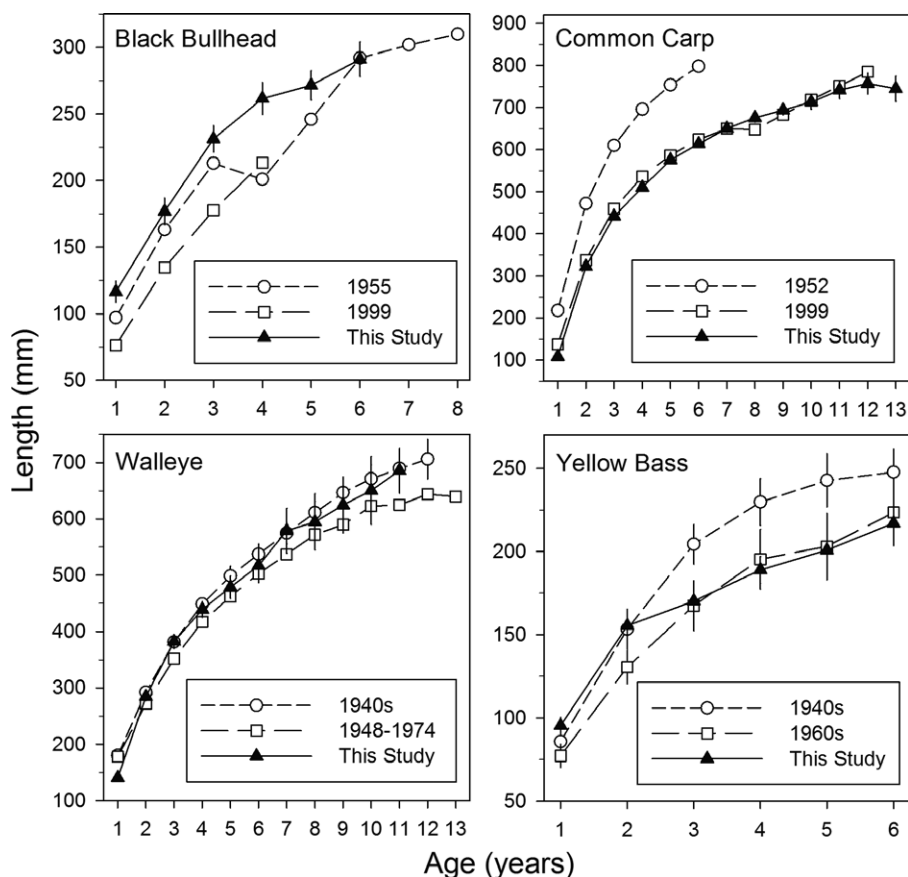 Black Bullhead
300
250
200
150
100
50
1955
1999
This Study
1 2 3 4 5 6 7 8
Common Carp
900
800
700
600
500
400
300
200
100
1952
1999
This Study
1 2 3 4 5 6 7 8 9 10 11 12 13
Length (mm)
Walleye
700
600
500
400
300
200
100
1940s
1948-1974
This Study
1 2 3 4 5 6 7 8 9 10 11 12 13
Yellow Bass
250
200
150
100
50
1940s
1960s
This Study
1 2 3 4 5 6
Age (years)